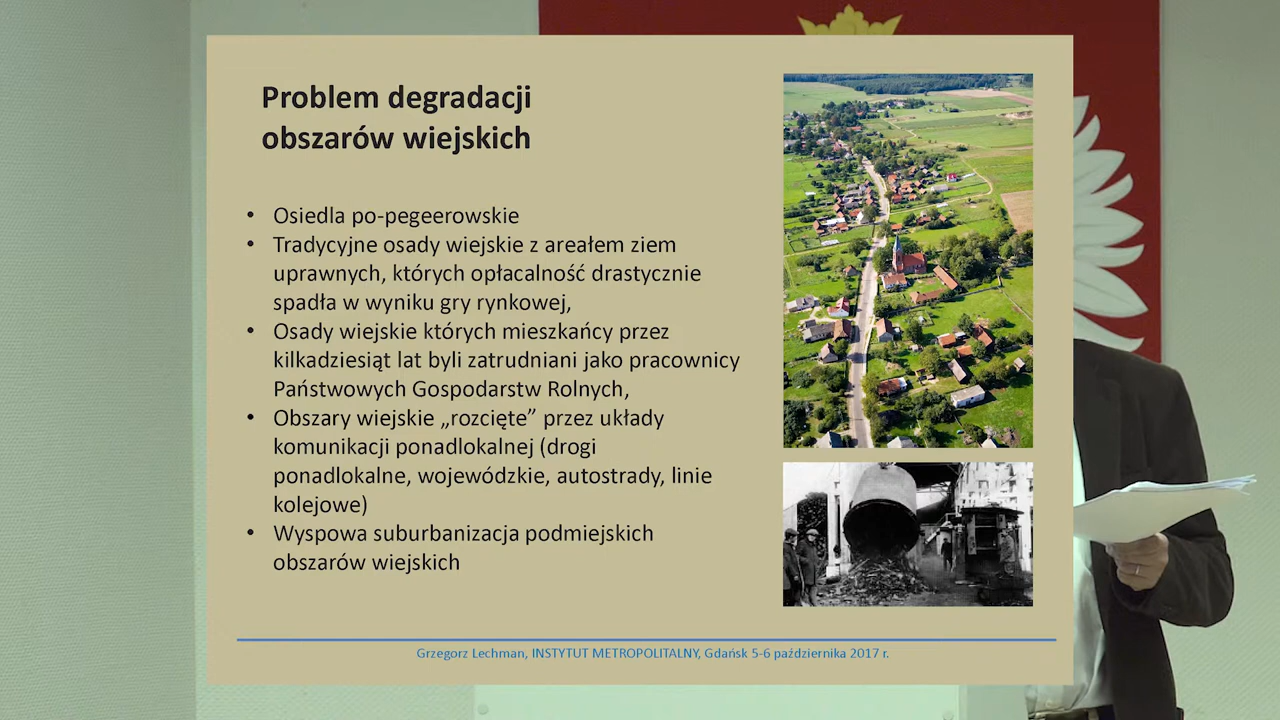 Problem degradacji
obszarów wiejskich
• Osiedla po-pegeerowskie
• Tradycyjne osady wiejskie z areałem ziem
uprawnych, których opłacalność drastycznie
spadła w wyniku gry rynkowej,
• Osady wiejskie których mieszkańcy przez
kilkadziesiąt lat byli zatrudniani jako pracownicy
Państwowych Gospodarstw Rolnych,
• Obszary wiejskie „rozcięte” przez układy
komunikacji ponadlokalnej (drogi
ponadlokalne, wojewódzkie, autostrady, linie
kolejowe)
• Wyspowa suburbanizacja podmiejskich
obszarów wiejskich
Grzegorz Lechman, INSTYTUT METROPOLITALNY, Gdańsk 5-6 października 2017 r.